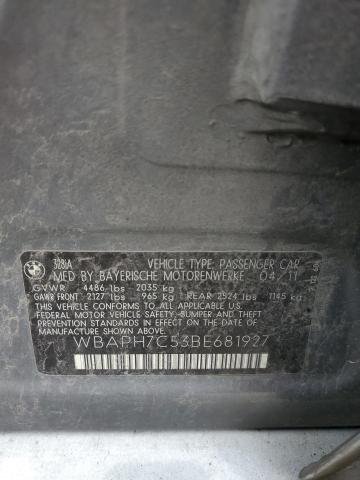 328iA
VEHICLE TYPE: PASSENGER CAR
MFD BY BAYERISCHE MOTORENWERKE 04/11
GVWR 4486 lbs 2035 kg
GAWR FRONT: 2127 lbs 965 kg REAR 2524 lbs 1145 kg
THIS VEHICLE CONFORMS TO ALL APPLICABLE U.S.
FEDERAL MOTOR VEHICLE SAFETY, BUMPER AND THEFT
PREVENTION STANDARDS IN EFFECT ON THE DATE OF
MANUFACTURE SHOWN ABOVE.
WBAPH7C53BE681927